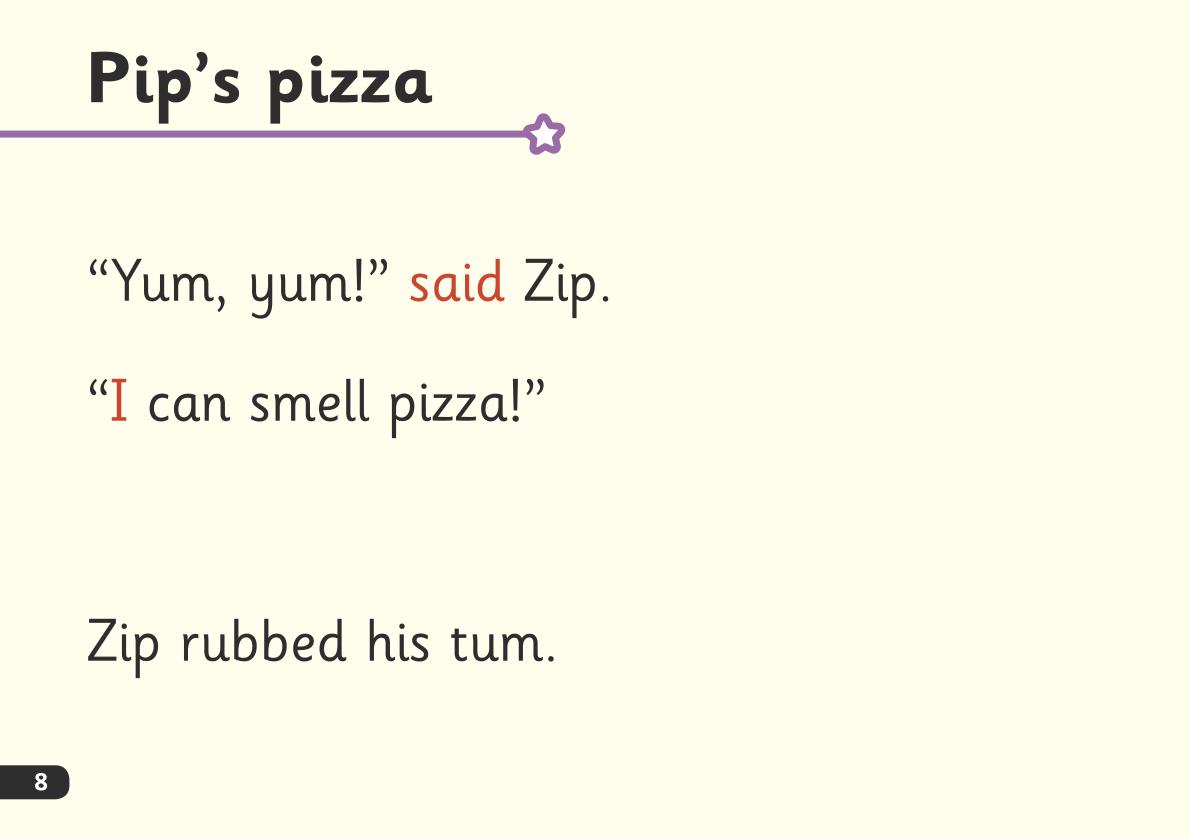 Pip’s pizza
“Yum, yum!” said Zip.
“I can smell pizza!”
Zip rubbed his tum.
8